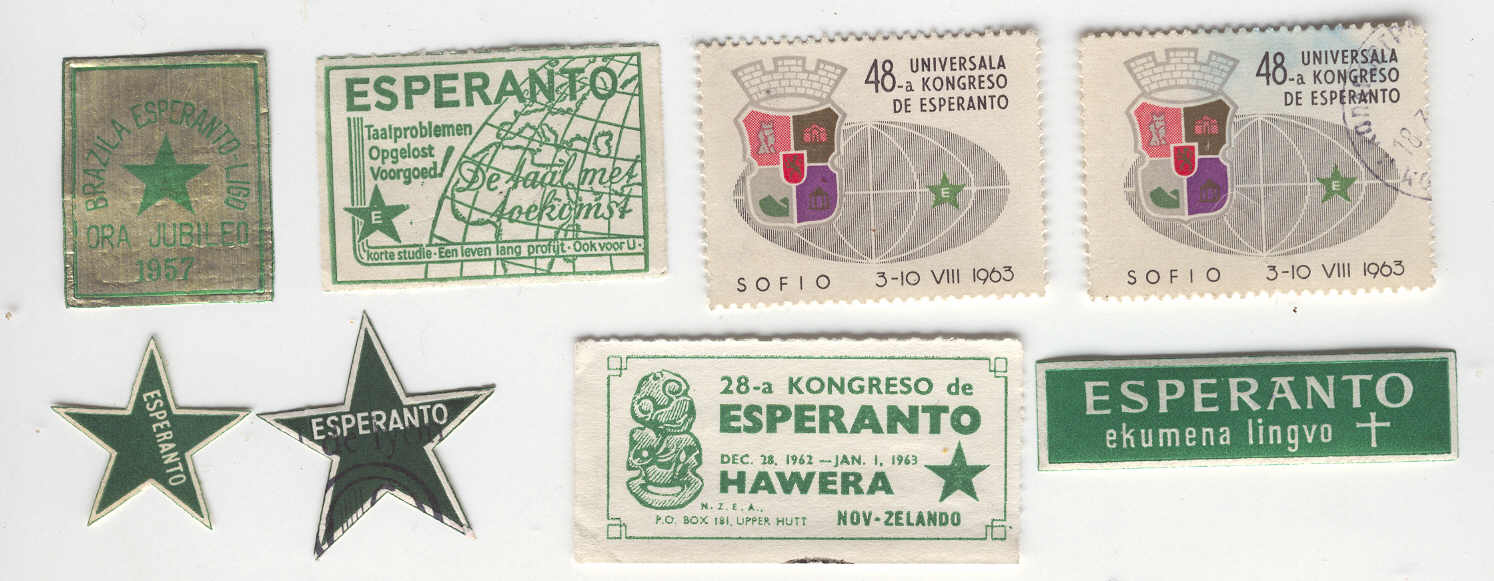 BRAZILA ESPERANTO-LIGO
ORA JUBILEO
1957
ESPERANTO
Taalproblemen
Opgelost
Voorgoed!
De taal met
toekomst
E
korte studie · Een leven lang profijt · Ook voor U ·
48-a UNIVERSALA
KONGRESO
DE ESPERANTO
E
SOFIO 3-10 VIII 1963
48-a UNIVERSALA
KONGRESO
DE ESPERANTO
E
SOFIO 3-10 VIII 1963
ESPERANTO
ESPERANTO
28-a KONGRESO de
ESPERANTO
DEC. 28, 1962 — JAN. 1, 1963
HAWERA
N.Z.E.A.,
P.O. BOX 181, UPPER HUTT
NOV-ZELANDO
ESPERANTO
ekumena lingvo